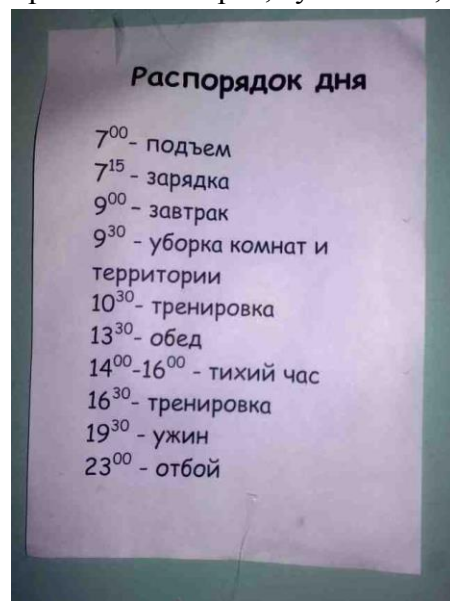 Распорядок дня
7⁰⁰- подъем
7¹⁵ - зарядка
9⁰⁰ - завтрак
9³⁰ - уборка комнат и
территории
10³⁰- тренировка
13³⁰- обед
14⁰⁰-16⁰⁰ - тихий час
16³⁰- тренировка
19³⁰ - ужин
23⁰⁰ - отбой